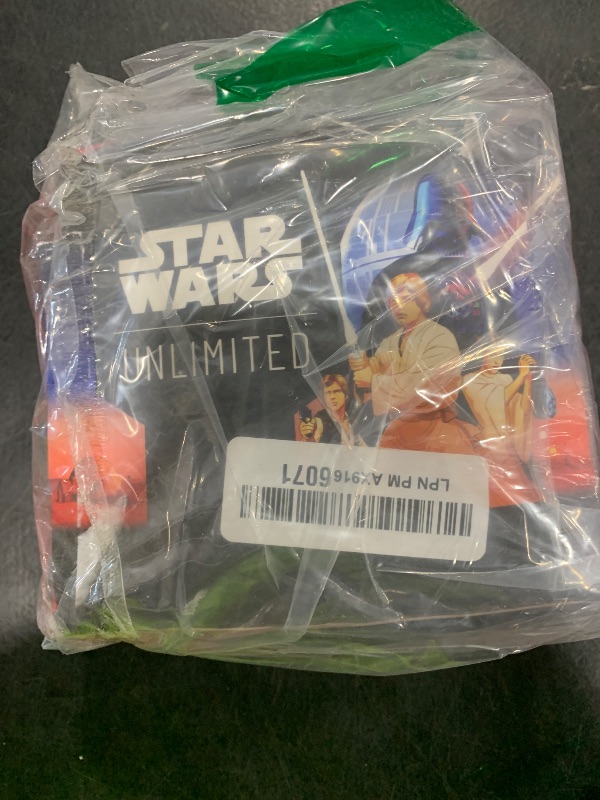 STAR
WARS
UNLIMITED
LPN PM AX9166071